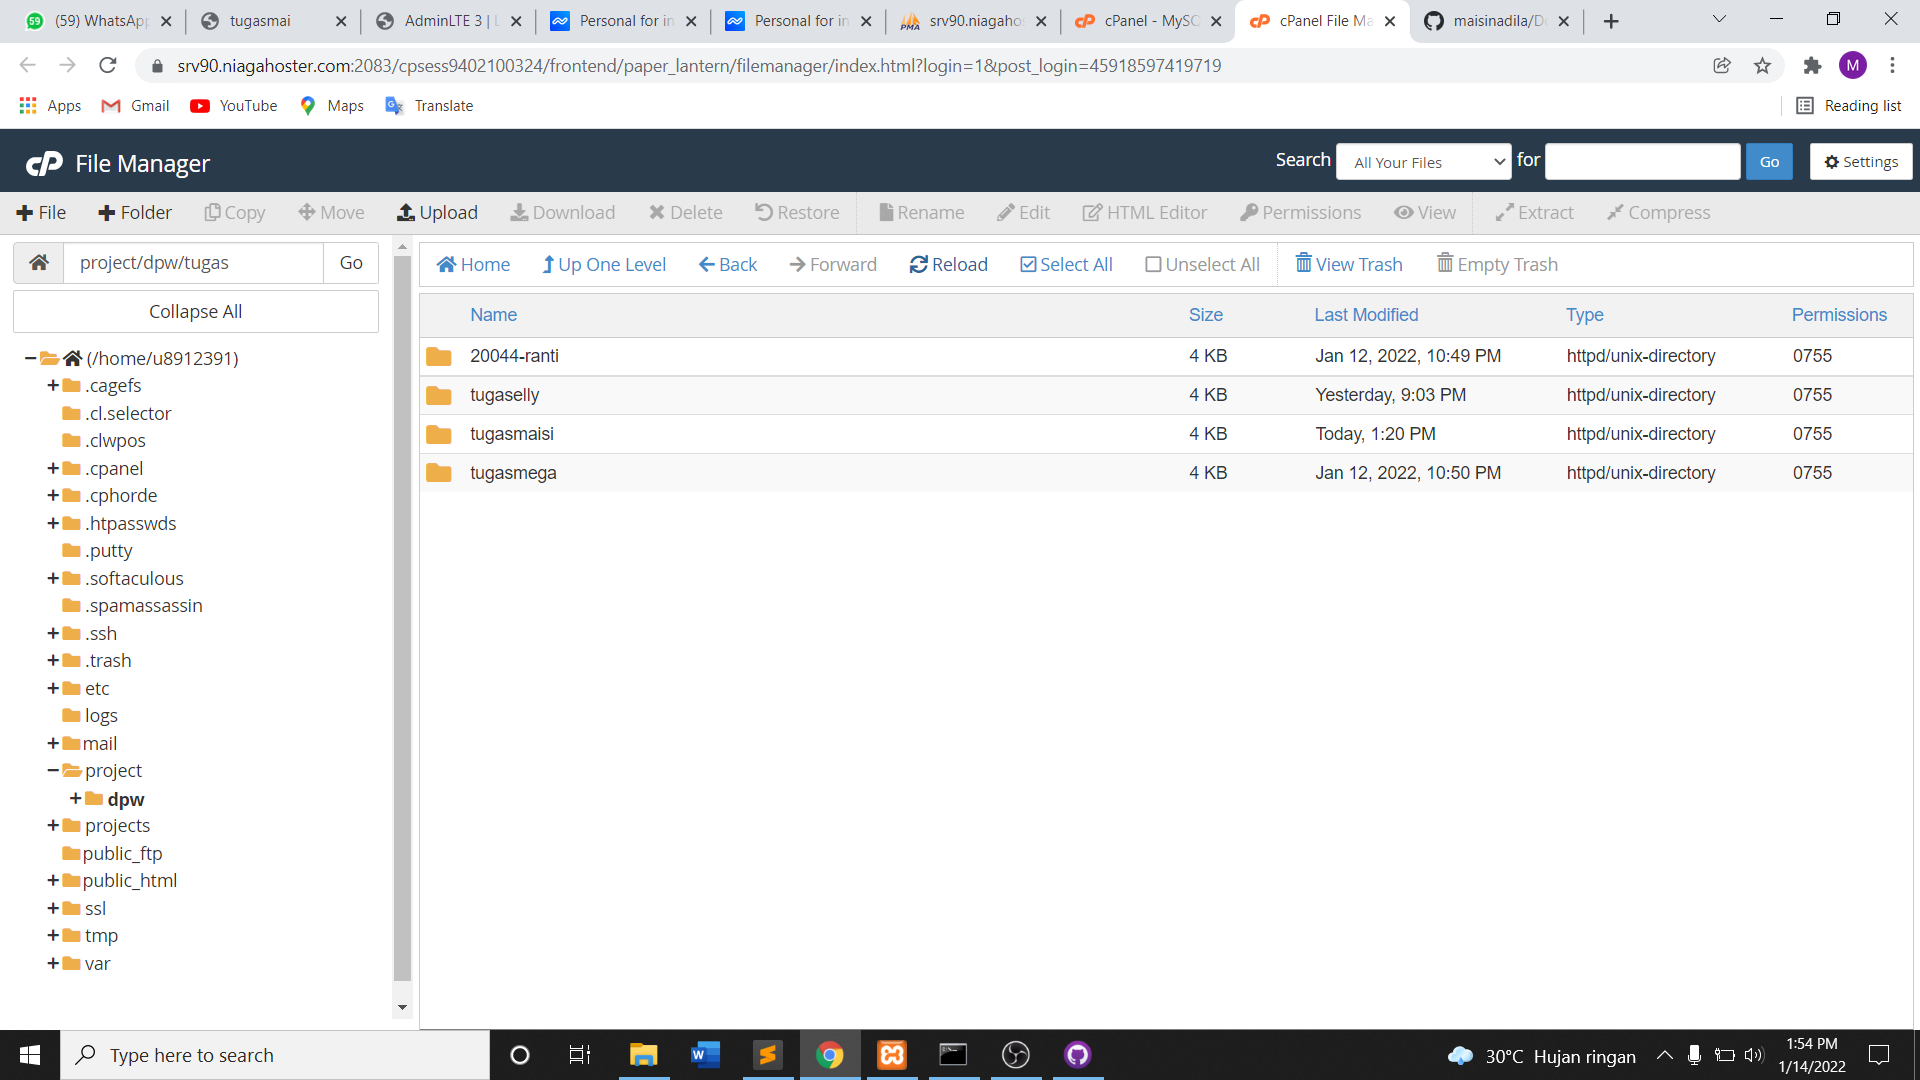 59 (59) WhatsApp
tugasmai
AdminLTE 3 |
Personal for in
Personal for in
srv90.niagahos
cPanel - MySQ
cPanel File Ma
maisinadila/D
srv90.niagahoster.com:2083/cpsess9402100324/frontend/paper_lantern/filemanager/index.html?login=1&post_login=45918597419719
M
Apps
Gmail
YouTube
Maps
Translate
Reading list
cP File Manager
Search
All Your Files
for
Go
Settings
File
Folder
Copy
Move
Upload
Download
Delete
Restore
Rename
Edit
HTML Editor
Permissions
View
Extract
Compress
project/dpw/tugas
Go
Collapse All
(/home/u8912391)
.cagefs
.cl.selector
.clwpos
.cpanel
.cphorde
.htpasswds
.putty
.softaculous
.spamassassin
.ssh
.trash
etc
logs
mail
project
dpw
projects
public_ftp
public_html
ssl
tmp
var
Home
Up One Level
Back
Forward
Reload
Select All
Unselect All
View Trash
Empty Trash
Name Size Last Modified Type Permissions
20044-ranti 4 KB Jan 12, 2022, 10:49 PM httpd/unix-directory 0755
tugaselly 4 KB Yesterday, 9:03 PM httpd/unix-directory 0755
tugasmaisi 4 KB Today, 1:20 PM httpd/unix-directory 0755
tugasmega 4 KB Jan 12, 2022, 10:50 PM httpd/unix-directory 0755
Type here to search
30°C Hujan ringan
1:54 PM
1/14/2022